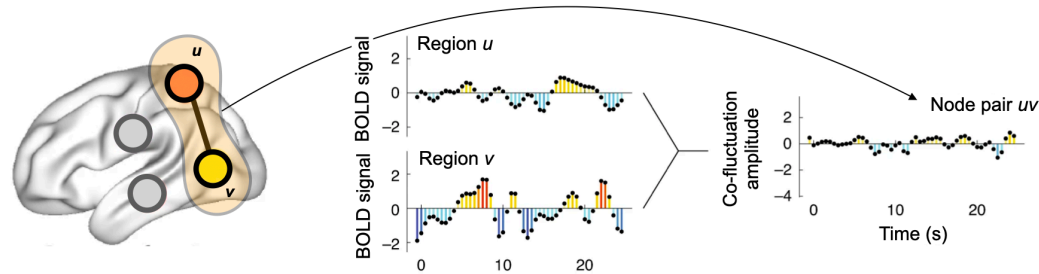 u
v
BOLD signal
Region u
2
0
−2
BOLD signal
Region v
2
0
−2
0 10 20
Node pair uv
Co-fluctuation
amplitude
2
0
−2
−4
0 10 20
Time (s)